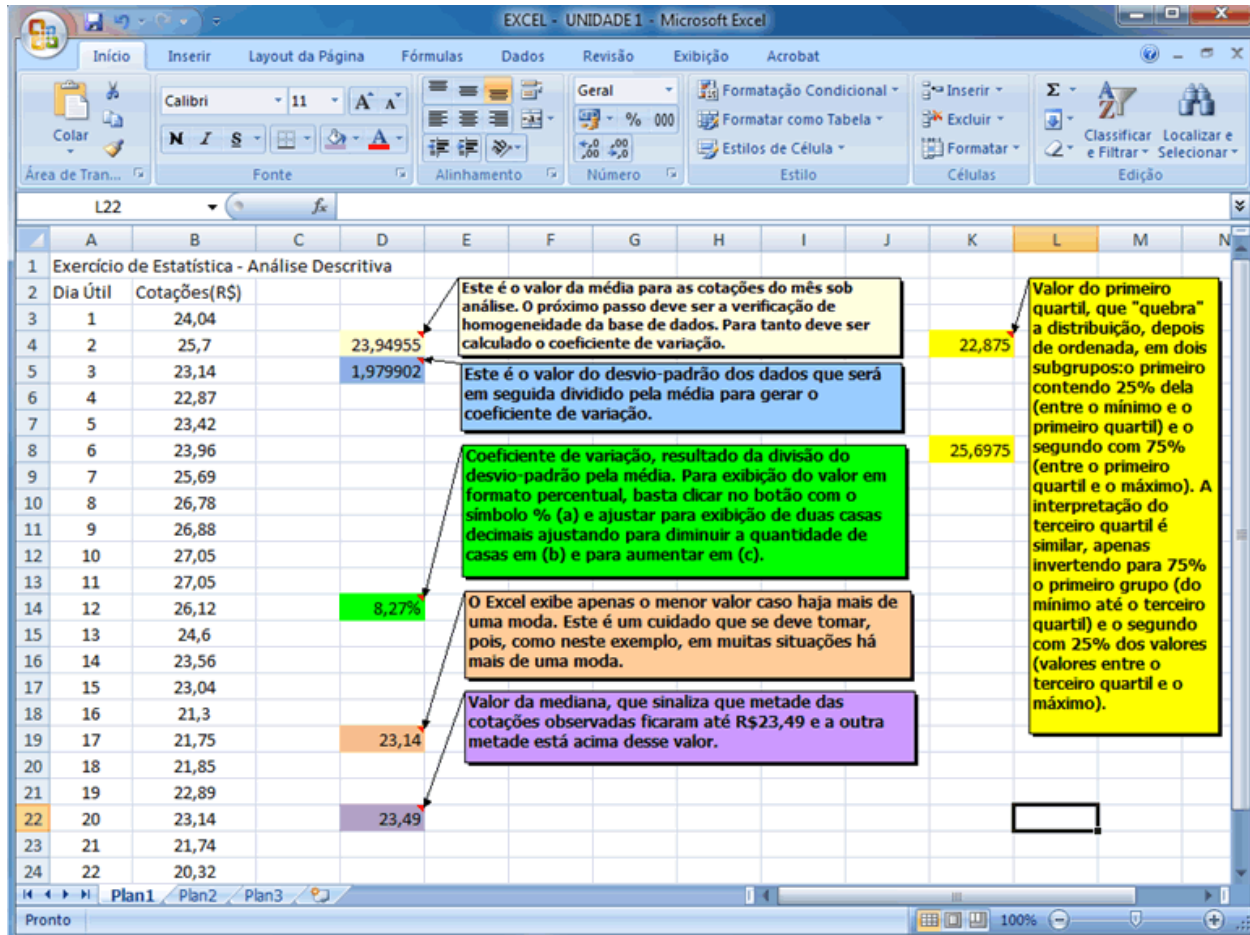 EXCEL - UNIDADE 1 - Microsoft Excel
Início Inserir Layout da Página Fórmulas Dados Revisão Exibição Acrobat
Colar
Área de Tran...
Calibri 11
N I S
Fonte
Alinhamento
Geral
% 000
Número
Formatação Condicional
Formatar como Tabela
Estilos de Célula
Estilo
Inserir
Excluir
Formatar
Células
Σ
Classificar e Filtrar
Localizar e Selecionar
Edição
L22 fx
A B C D E F G H I J K L M N
1 Exercício de Estatística - Análise Descritiva
2 Dia Útil Cotações(R$)
3 1 24,04
4 2 25,7 23,94955 22,875
5 3 23,14 1,979902
6 4 22,87
7 5 23,42
8 6 23,96 25,6975
9 7 25,69
10 8 26,78
11 9 26,88
12 10 27,05
13 11 27,05
14 12 26,12 8,27%
15 13 24,6
16 14 23,56
17 15 23,04
18 16 21,3
19 17 21,75 23,14
20 18 21,85
21 19 22,89
22 20 23,14 23,49
23 21 21,74
24 22 20,32
Este é o valor da média para as cotações do mês sob
análise. O próximo passo deve ser a verificação de
homogeneidade da base de dados. Para tanto deve ser
calculado o coeficiente de variação.
Este é o valor do desvio-padrão dos dados que será
em seguida dividido pela média para gerar o
coeficiente de variação.
Coeficiente de variação, resultado da divisão do
desvio-padrão pela média. Para exibição do valor em
formato percentual, basta clicar no botão com o
símbolo % (a) e ajustar para exibição de duas casas
decimais ajustando para diminuir a quantidade de
casas em (b) e para aumentar em (c).
O Excel exibe apenas o menor valor caso haja mais de
uma moda. Este é um cuidado que se deve tomar,
pois, como neste exemplo, em muitas situações há
mais de uma moda.
Valor da mediana, que sinaliza que metade das
cotações observadas ficaram até R$23,49 e a outra
metade está acima desse valor.
Valor do primeiro
quartil, que "quebra"
a distribuição, depois
de ordenada, em dois
subgrupos:o primeiro
contendo 25% dela
(entre o mínimo e o
primeiro quartil) e o
segundo com 75%
(entre o primeiro
quartil e o máximo). A
interpretação do
terceiro quartil é
similar, apenas
invertendo para 75%
o primeiro grupo (do
mínimo até o terceiro
quartil) e o segundo
com 25% dos valores
(valores entre o
terceiro quartil e o
máximo).
Plan1 Plan2 Plan3
Pronto 100%